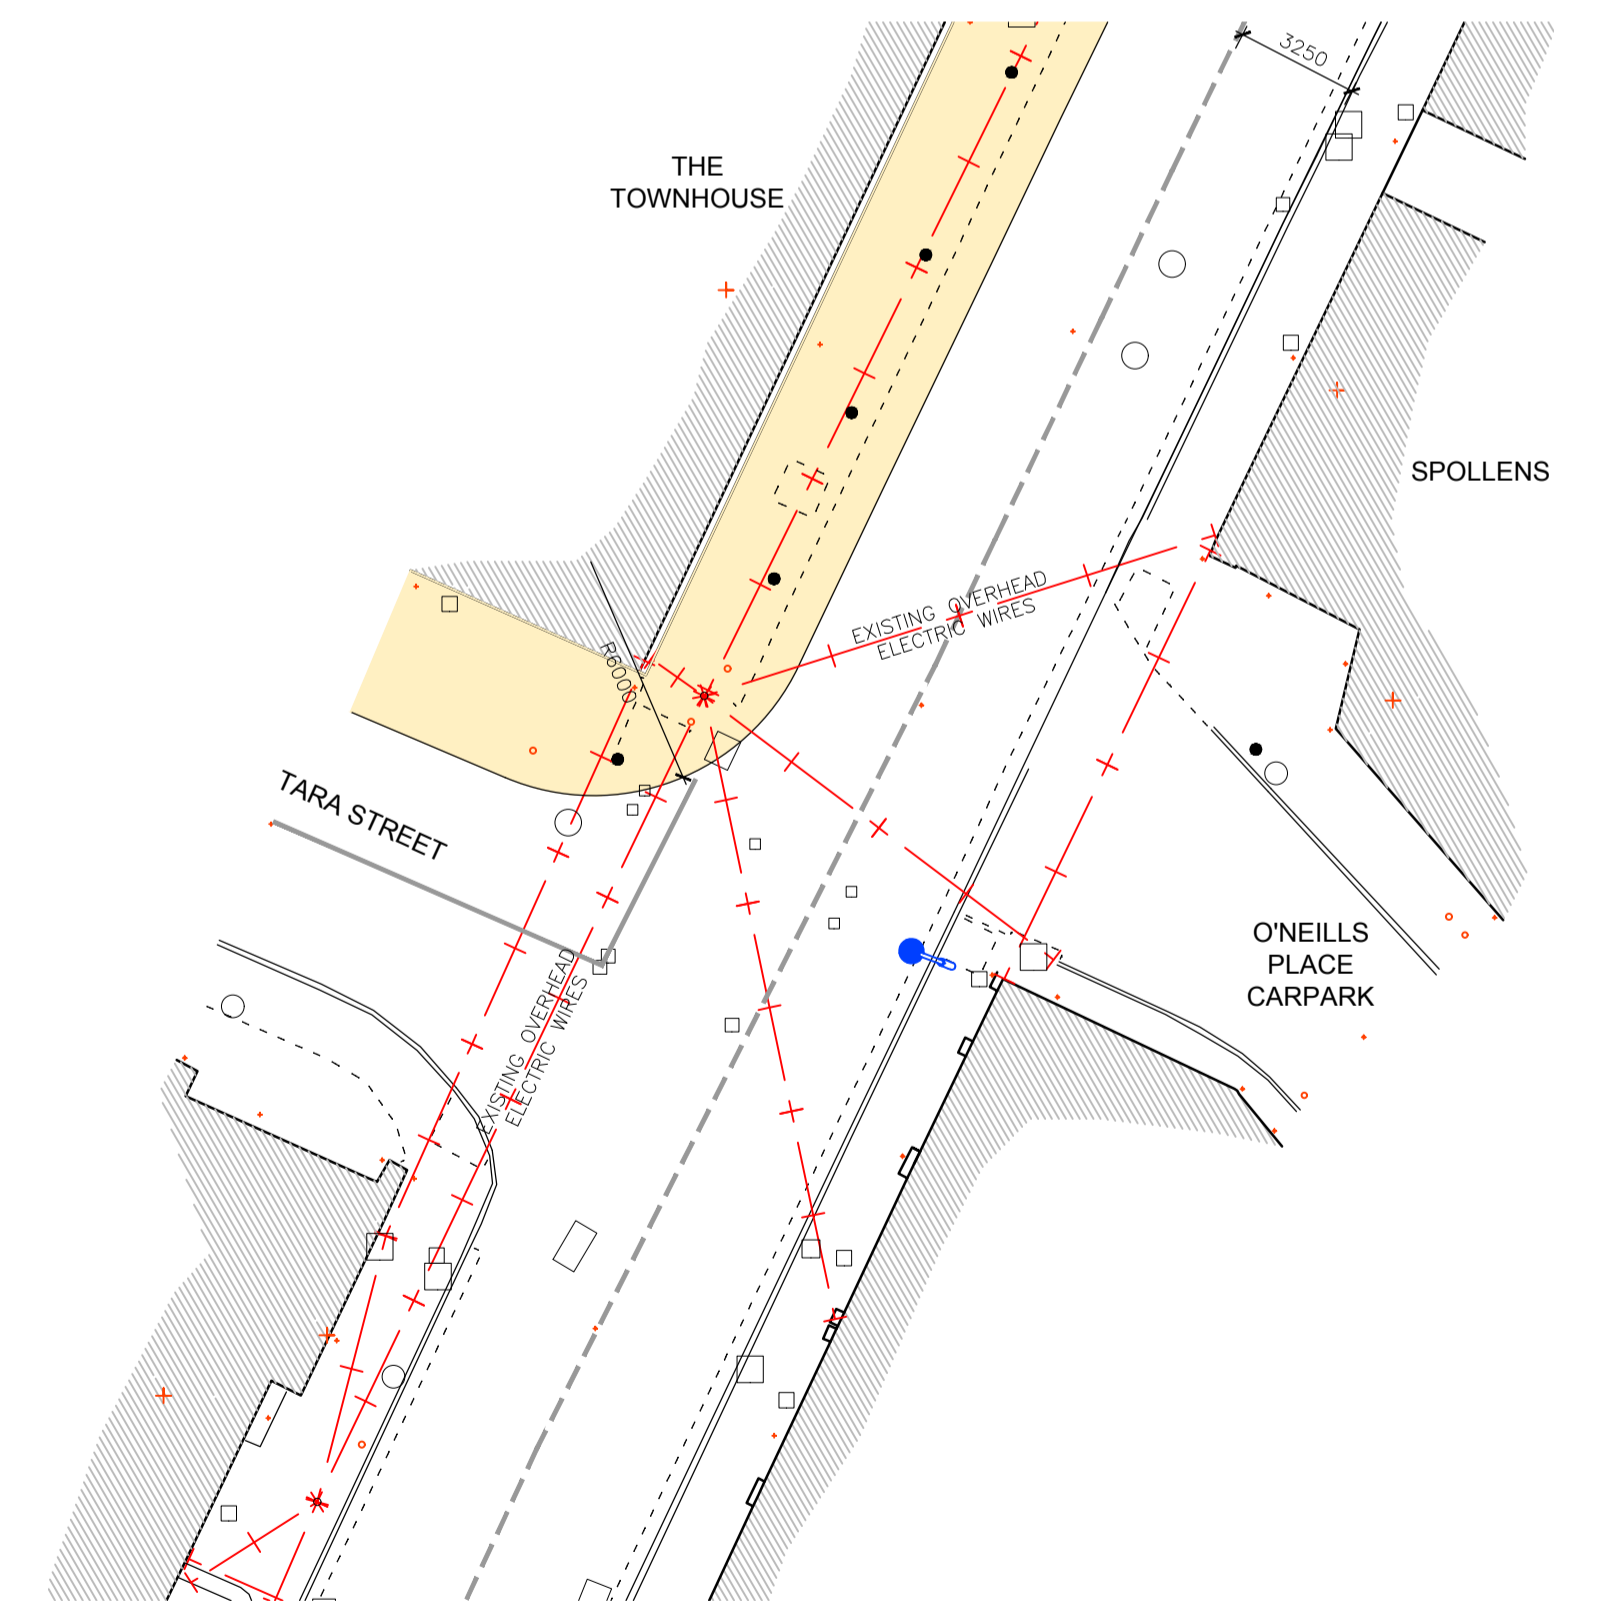 3250
THE
TOWNHOUSE
SPOLLENS
EXISTING OVERHEAD
ELECTRIC WIRES
R6000
TARA STREET
O'NEILLS
PLACE
CARPARK
EXISTING OVERHEAD
ELECTRIC WIRES